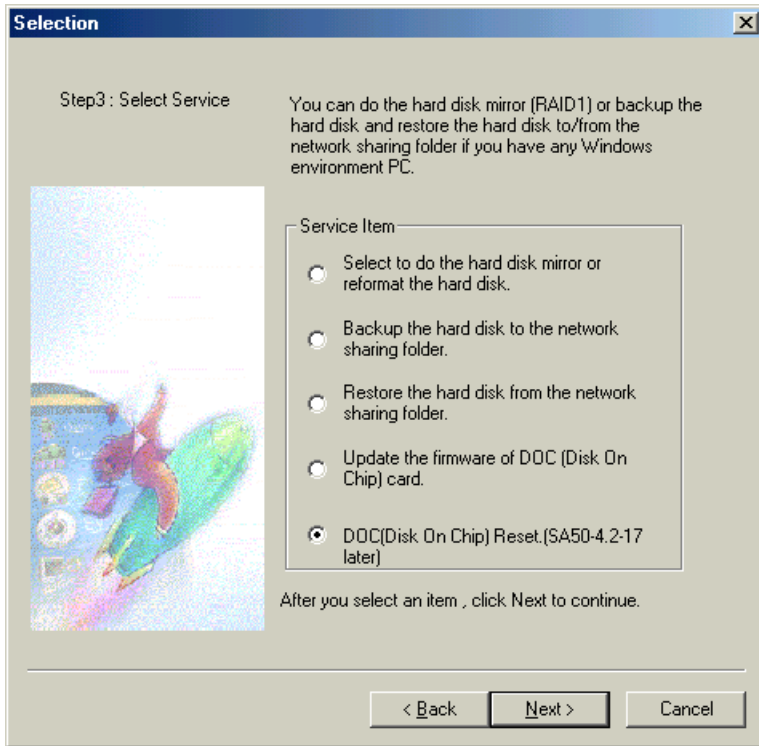 Selection
Step3 : Select Service
You can do the hard disk mirror (RAID1) or backup the
hard disk and restore the hard disk to/from the
network sharing folder if you have any Windows
environment PC.
Service Item
Select to do the hard disk mirror or
reformat the hard disk.
Backup the hard disk to the network
sharing folder.
Restore the hard disk from the network
sharing folder.
Update the firmware of DOC (Disk On
Chip) card.
DOC(Disk On Chip) Reset.(SA50-4.2-17
later)
After you select an item , click Next to continue.
< Back
Next >
Cancel